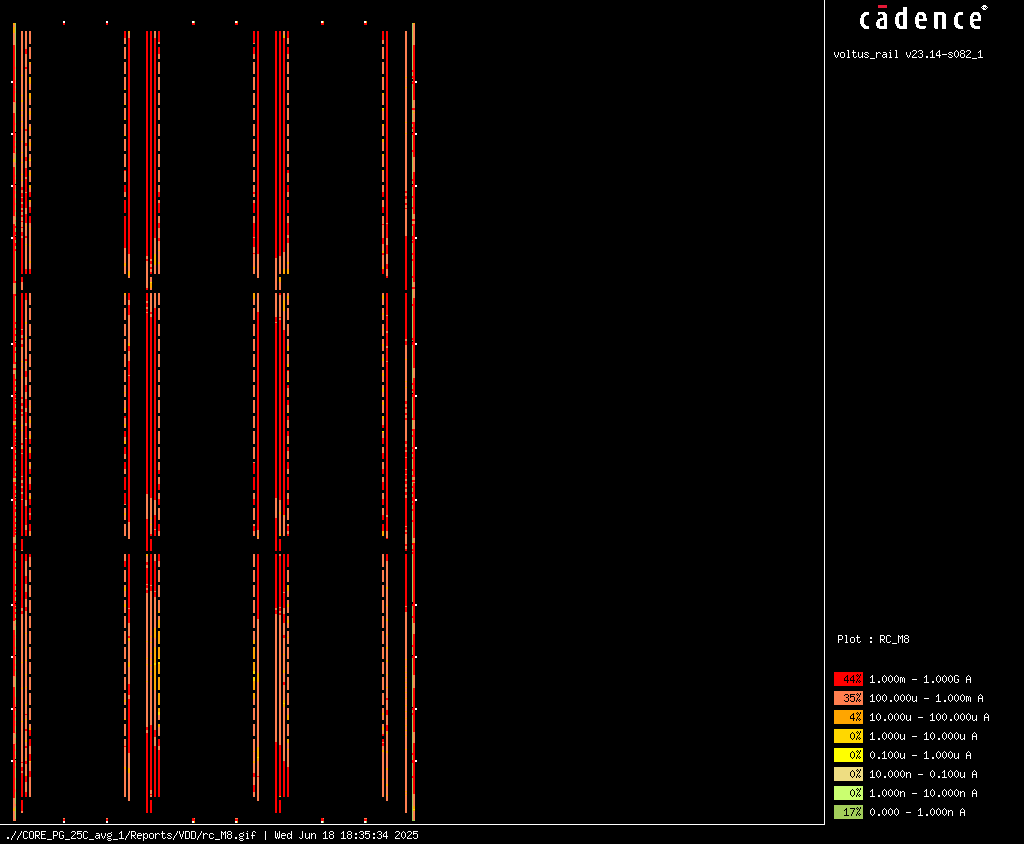 cādence®
voltus_rail v23.14-s082_1
Plot : RC_M8
44% 1.000m - 1.000G A
35% 100.000u - 1.000m A
4% 10.000u - 100.000u A
0% 1.000u - 10.000u A
0% 0.100u - 1.000u A
0% 10.000n - 0.100u A
0% 1.000n - 10.000n A
17% 0.000 - 1.000n A
.//CORE_PG_25C_avg_1/Reports/VDD/rc_M8.gif | Wed Jun 18 18:35:34 2025